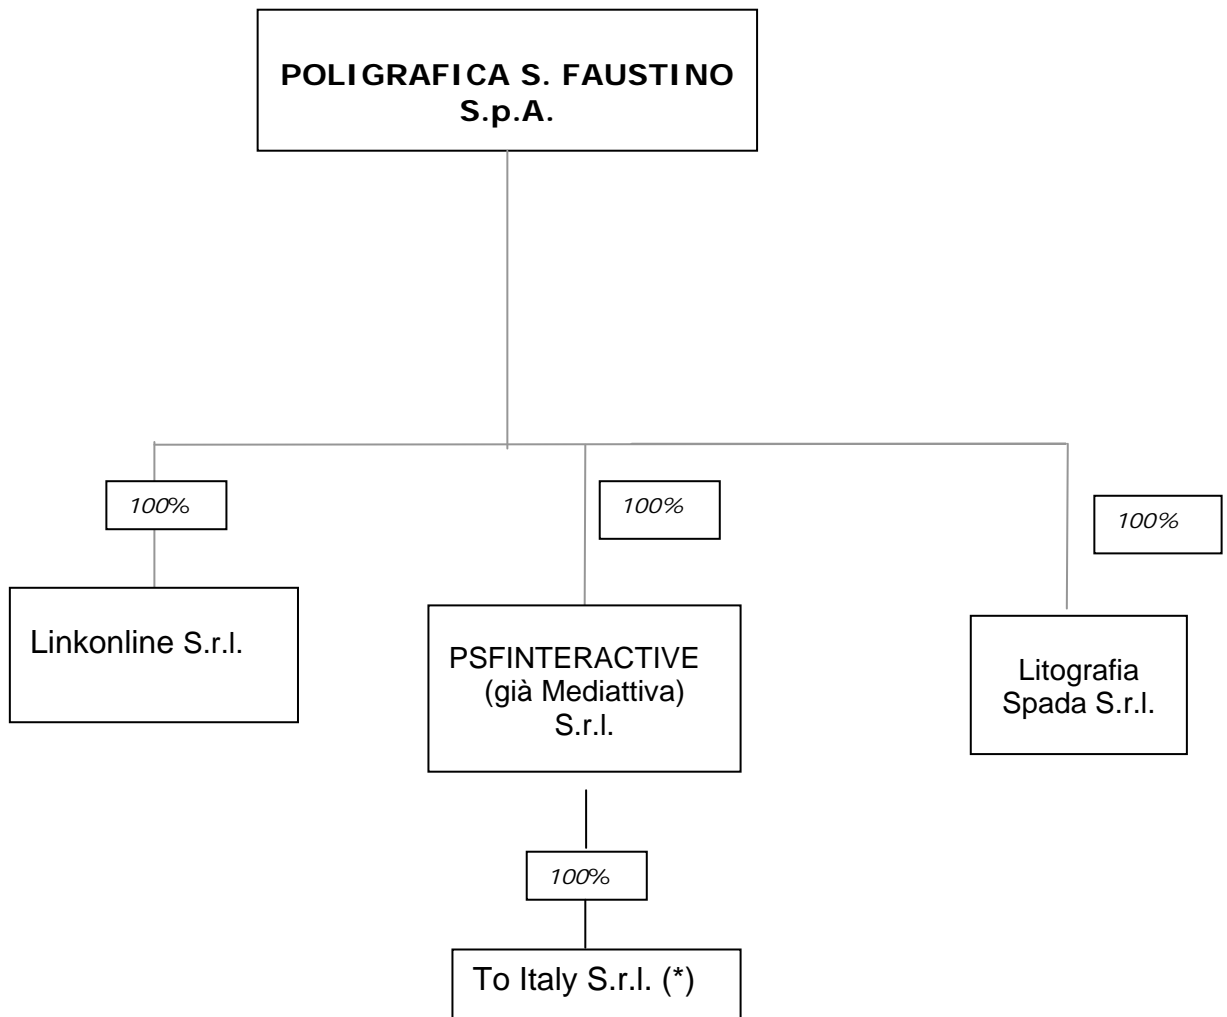 POLIGRAFICA S. FAUSTINO
S.p.A.
100%
100%
100%
Linkonline S.r.l.
PSFINTERACTIVE
(già Mediattiva)
S.r.l.
Litografia
Spada S.r.l.
100%
To Italy S.r.l. (*)